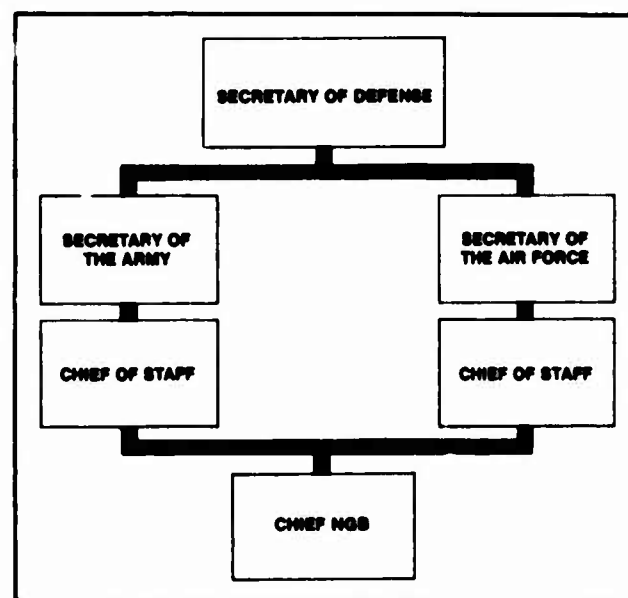 SECRETARY OF DEFENSE
SECRETARY OF
THE ARMY
SECRETARY OF
THE AIR FORCE
CHIEF OF STAFF
CHIEF OF STAFF
CHIEF NGB